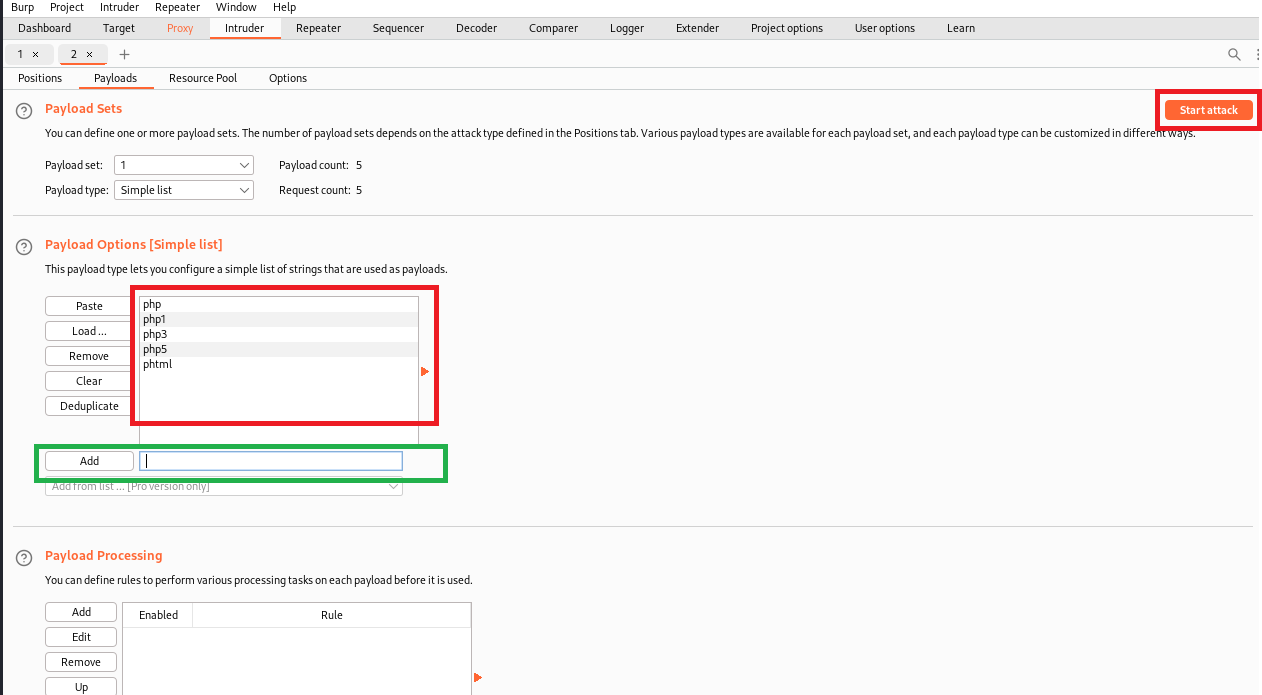 Burp Project Intruder Repeater Window Help
Dashboard Target Proxy Intruder Repeater Sequencer Decoder Comparer Logger Extender Project options User options Learn
1 × 2 × +
Positions Payloads Resource Pool Options
? Payload Sets
Start attack
You can define one or more payload sets. The number of payload sets depends on the attack type defined in the Positions tab. Various payload types are available for each payload set, and each payload type can be customized in different ways.
Payload set: 1 Payload count: 5
Payload type: Simple list Request count: 5
? Payload Options [Simple list]
This payload type lets you configure a simple list of strings that are used as payloads.
Paste
Load ...
Remove
Clear
Deduplicate
php
php1
php3
php5
phtml
Add
Add from list ... [Pro version only]
? Payload Processing
You can define rules to perform various processing tasks on each payload before it is used.
Add
Edit
Remove
Up
Enabled Rule